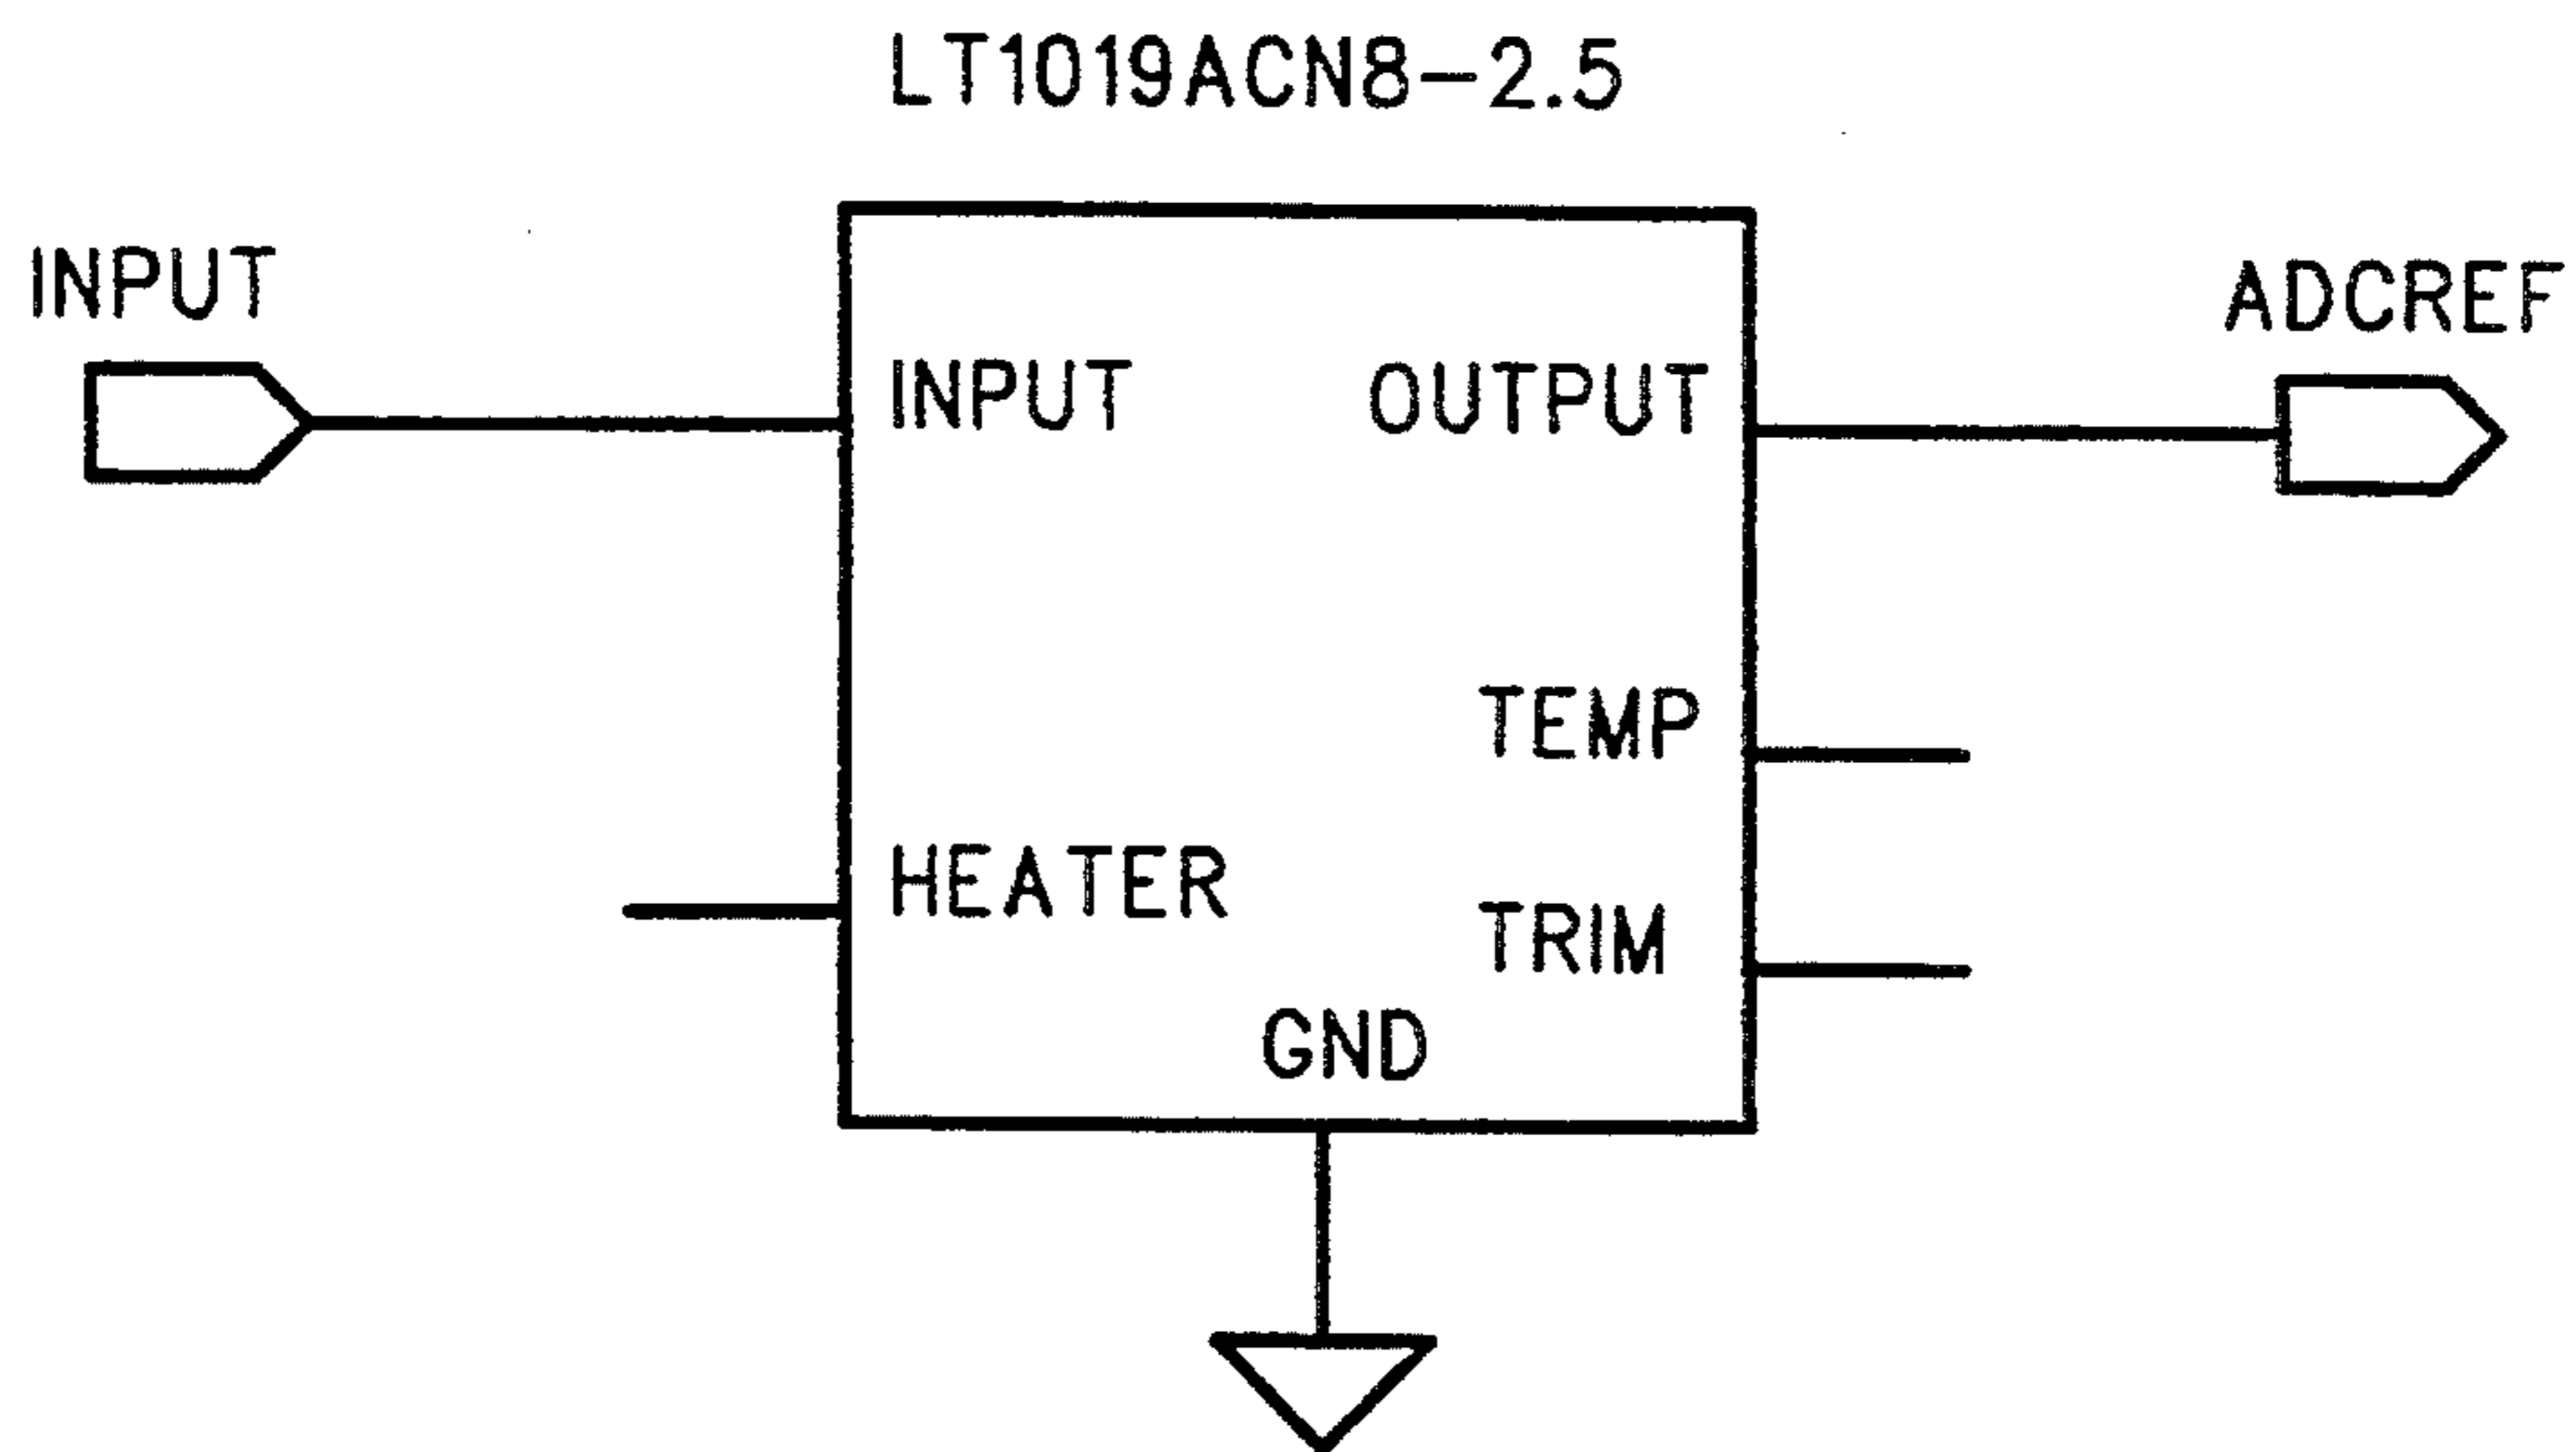 LT1019ACN8-2.5
INPUT
ADCREF
INPUT
OUTPUT
TEMP
HEATER
TRIM
GND